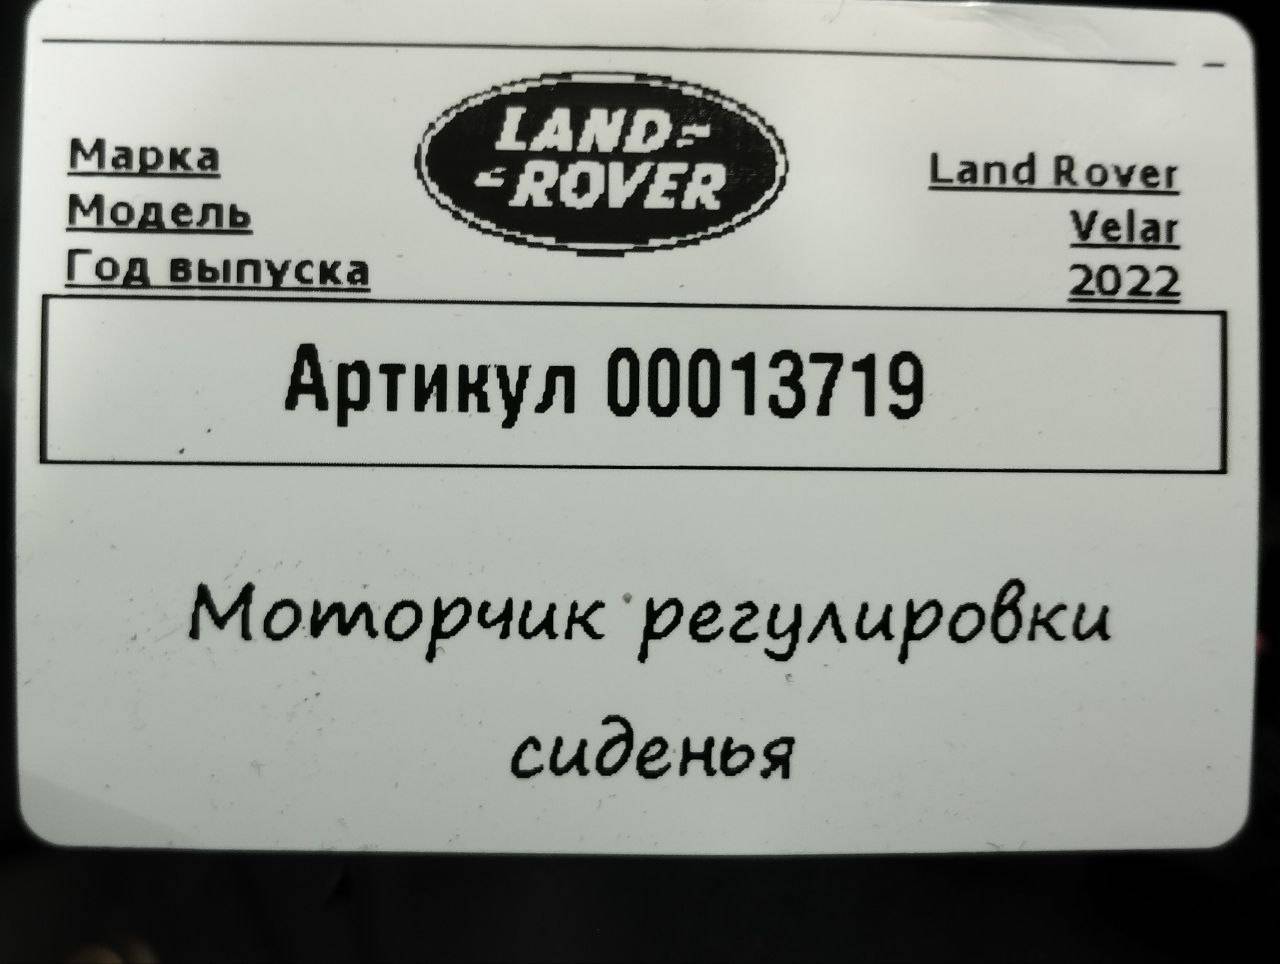 LAND
ROVER
Марка
Land Rover
Модель
Velar
Год выпуска
2022
Артикул 00013719
Моторчик регулировки
сиденья